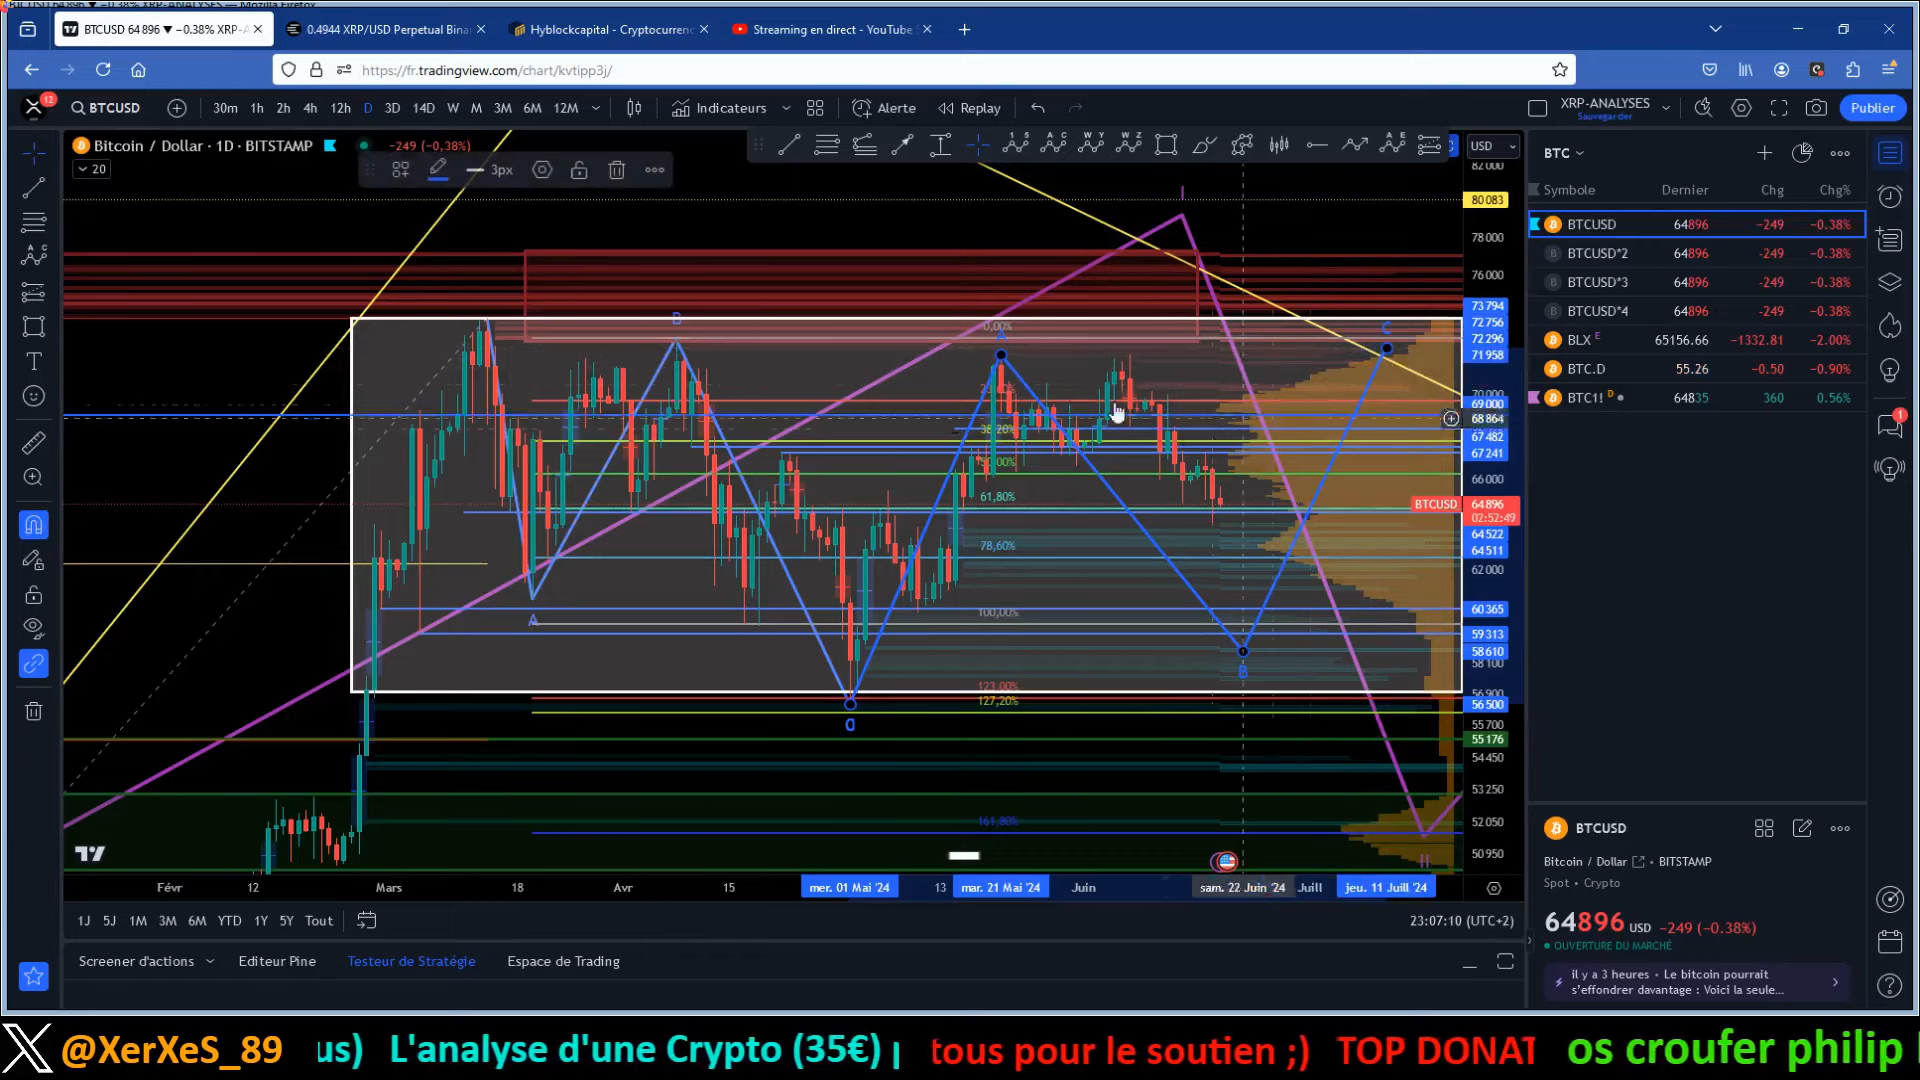 BTCUSD 64 896 ▼ −0.38% XRP-A
0.4944 XRP/USD Perpetual Binan
Hyblockcapital - Cryptocurrenc
Streaming en direct - YouTube S
https://fr.tradingview.com/chart/kvtipp3j/
12
BTCUSD
30m 1h 2h 4h 12h D 3D 14D W M 3M 6M 12M
Indicateurs
Alerte
Replay
XRP-ANALYSES
Sauvegarder
Publier
Bitcoin / Dollar · 1D · BITSTAMP
-249 (-0,38%)
20
3px
USD
BTC
Symbole Dernier Chg Chg%
BTCUSD 64896 -249 -0.38%
BTCUSD*2 64896 -249 -0.38%
BTCUSD*3 64896 -249 -0.38%
BTCUSD*4 64896 -249 -0.38%
BLX E 65156.66 -1332.81 -2.00%
BTC.D 55.26 -0.50 -0.90%
BTC1! D 64835 360 0.56%
82 000
80 083
78 000
76 000
73 794
72 756
72 296
71 958
70 000
69 000
68 864
67 482
67 241
66 000
BTCUSD 64 896
02:52:49
64 522
64 511
62 000
60 365
59 313
58 610
58 100
56 900
56 500
55 700
55 176
54 450
53 250
52 050
50 950
I
B
A
C
0,00%
38,20%
50,00%
61,80%
78,60%
100,00%
A
B
123,00%
127,20%
161,80%
II
Févr 12 Mars 18 Avr 15 mer. 01 Mai '24 13 mar. 21 Mai '24 Juin sam. 22 Juin '24 Juill jeu. 11 Juill '24
1J 5J 1M 3M 6M YTD 1Y 5Y Tout
23:07:10 (UTC+2)
Screener d'actions
Editeur Pine
Testeur de Stratégie
Espace de Trading
BTCUSD
Bitcoin / Dollar • BITSTAMP
Spot • Crypto
64896 USD -249 (-0.38%)
OUVERTURE DU MARCHÉ
il y a 3 heures • Le bitcoin pourrait
s'effondrer davantage : Voici la seule...
@XerXeS_89
us) L'analyse d'une Crypto (35€) p
tous pour le soutien ;) TOP DONAT
os croufer philip